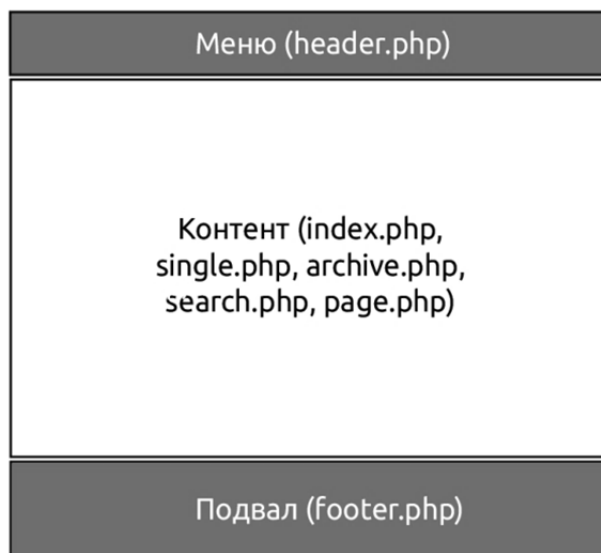 Меню (header.php)
Контент (index.php,
single.php, archive.php,
search.php, page.php)
Подвал (footer.php)